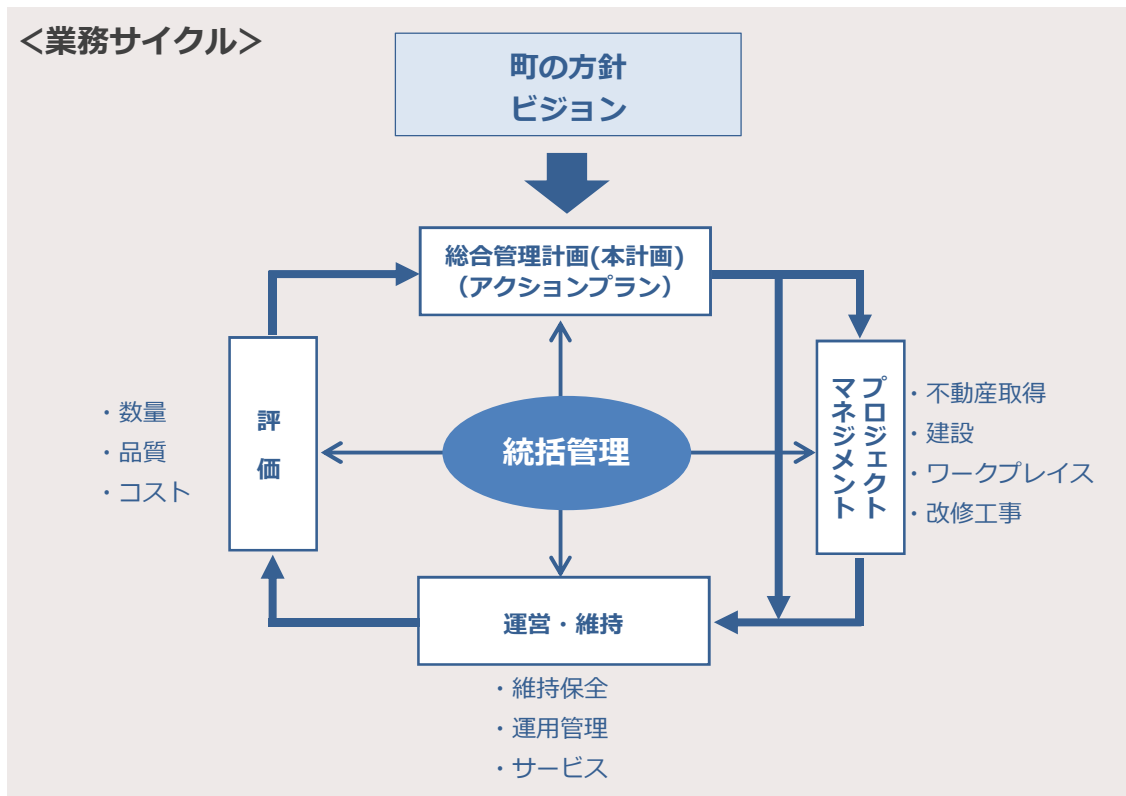 ＜業務サイクル＞
町の方針
ビジョン
総合管理計画(本計画)
（アクションプラン）
評
価
・数量
・品質
・コスト
統括管理
プロジェクト
マネジメント
・不動産取得
・建設
・ワークプレイス
・改修工事
運営・維持
・維持保全
・運用管理
・サービス